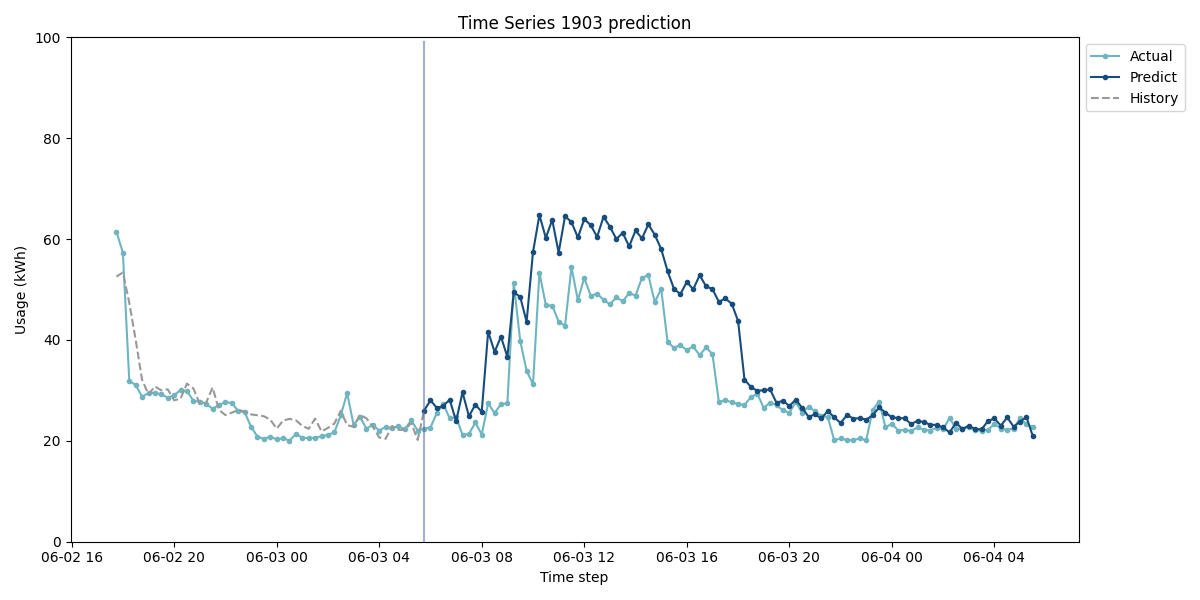 Time Series 1903 prediction
100
80
60
40
20
0
Usage (kWh)
06-02 16
06-02 20
06-03 00
06-03 04
06-03 08
06-03 12
06-03 16
06-03 20
06-04 00
06-04 04
Time step
Actual
Predict
History